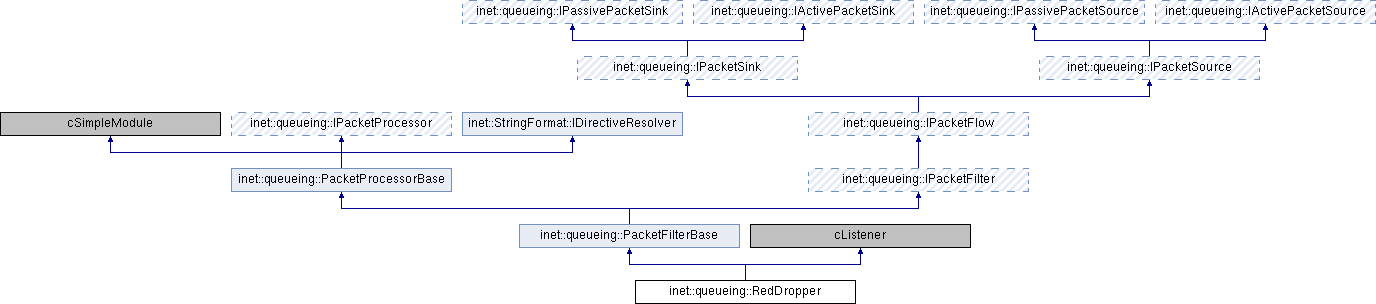 inet::queueing::IPassivePacketSink
inet::queueing::IActivePacketSink
inet::queueing::IPassivePacketSource
inet::queueing::IActivePacketSource
inet::queueing::IPacketSink
inet::queueing::IPacketSource
cSimpleModule
inet::queueing::IPacketProcessor
inet::StringFormat::IDirectiveResolver
inet::queueing::IPacketFlow
inet::queueing::PacketProcessorBase
inet::queueing::IPacketFilter
inet::queueing::PacketFilterBase
cListener
inet::queueing::RedDropper